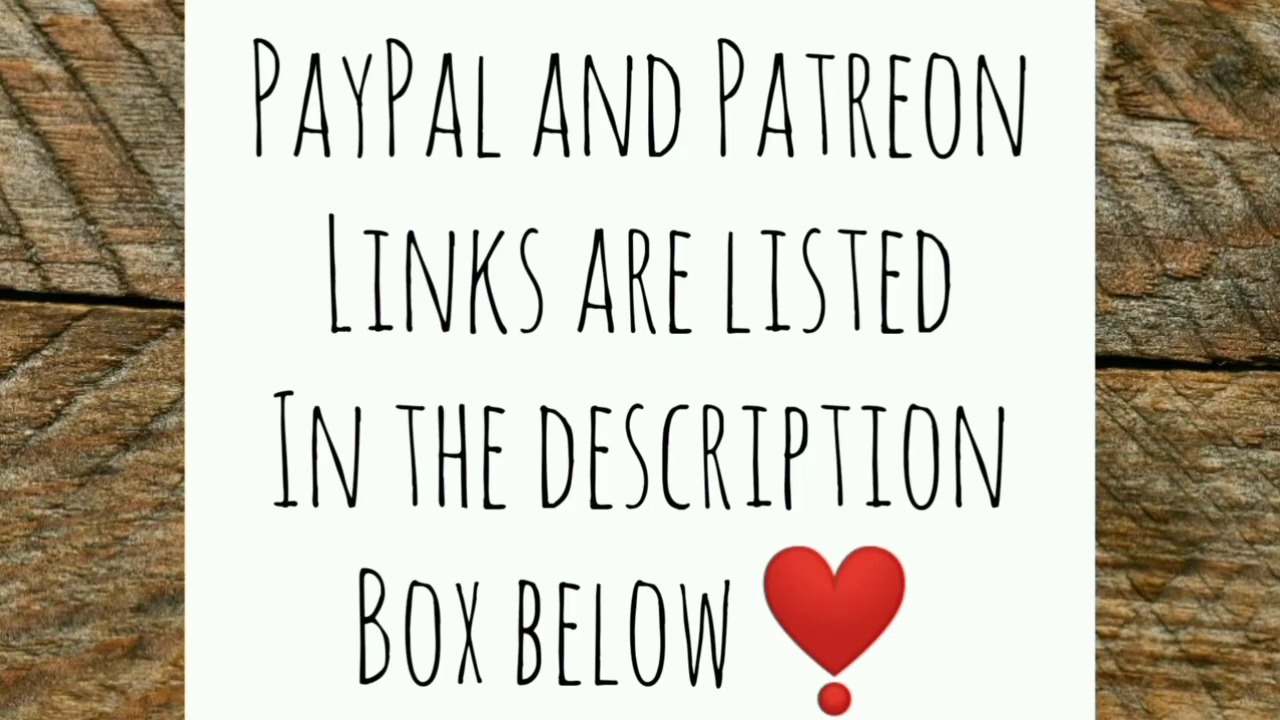 PayPal and Patreon
Links are listed
In the description
Box below ❣